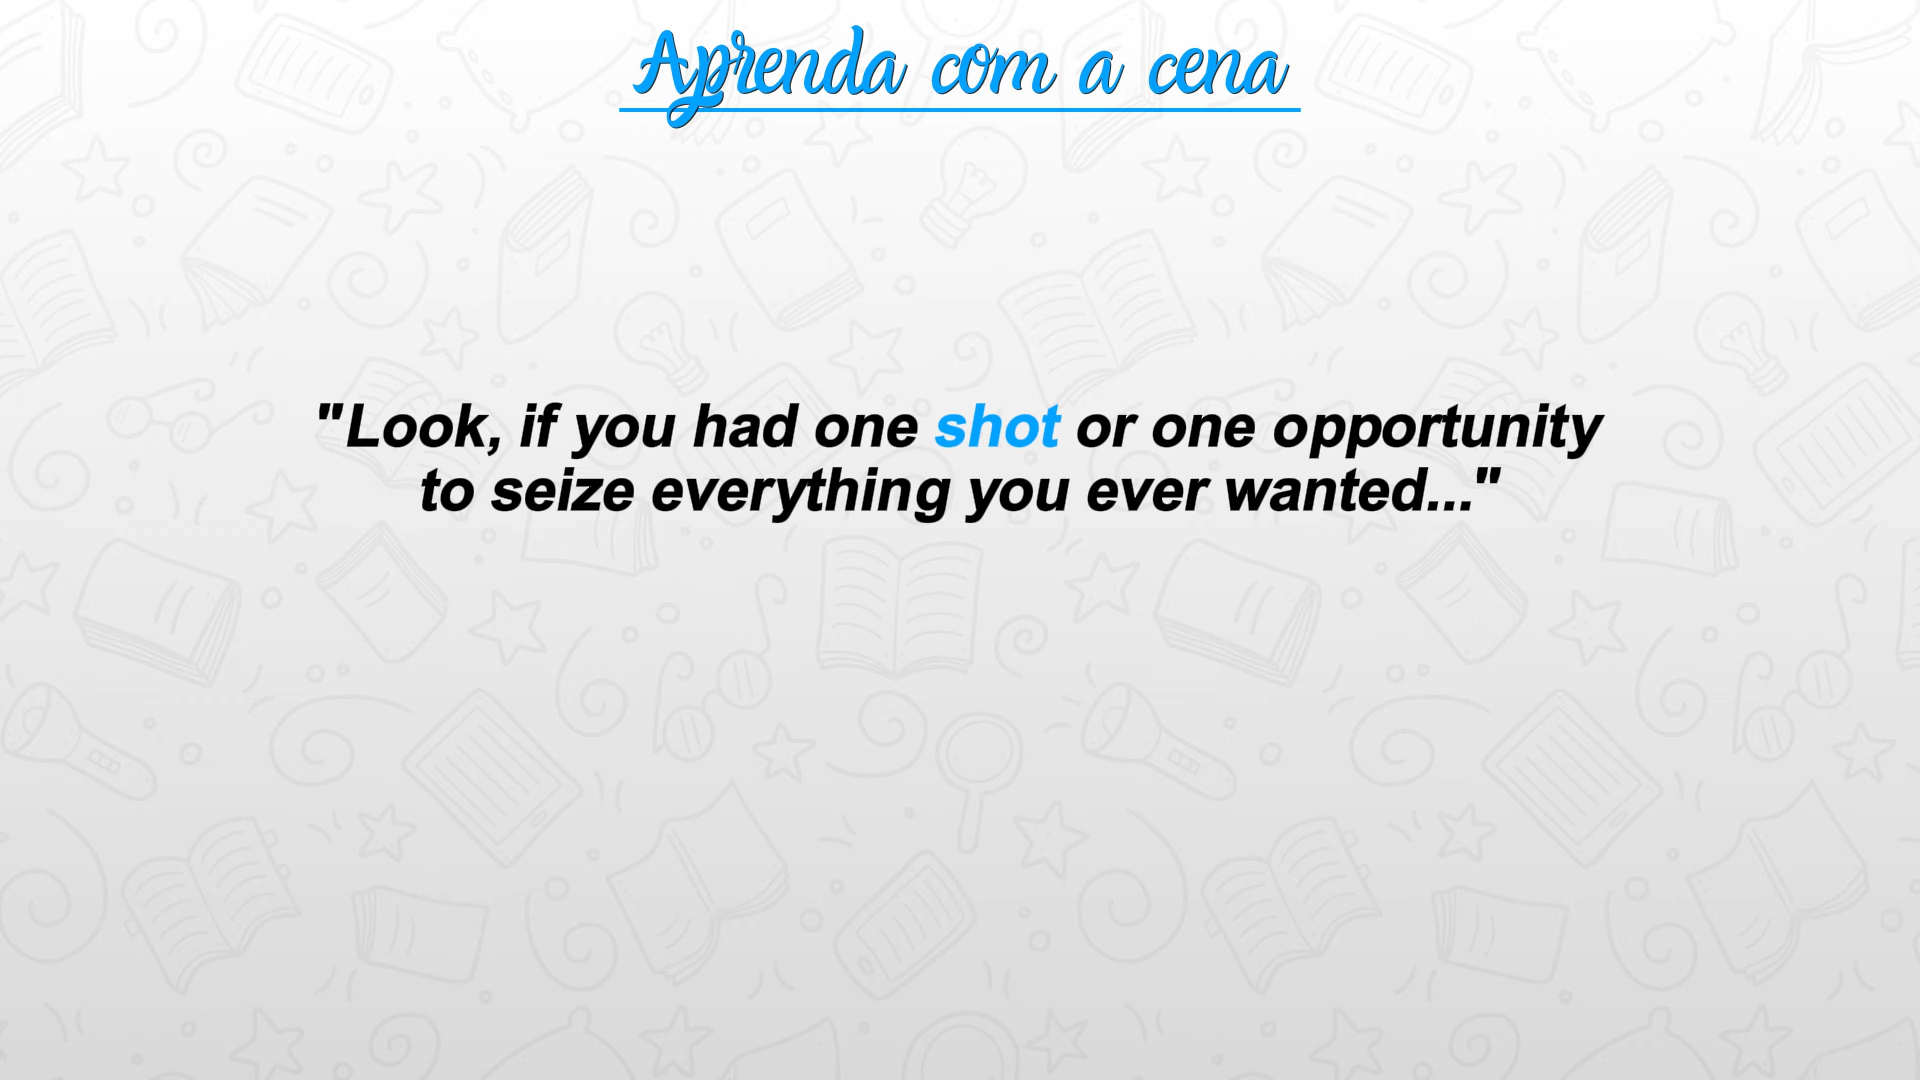 Aprenda com a cena
"Look, if you had one shot or one opportunity
to seize everything you ever wanted..."